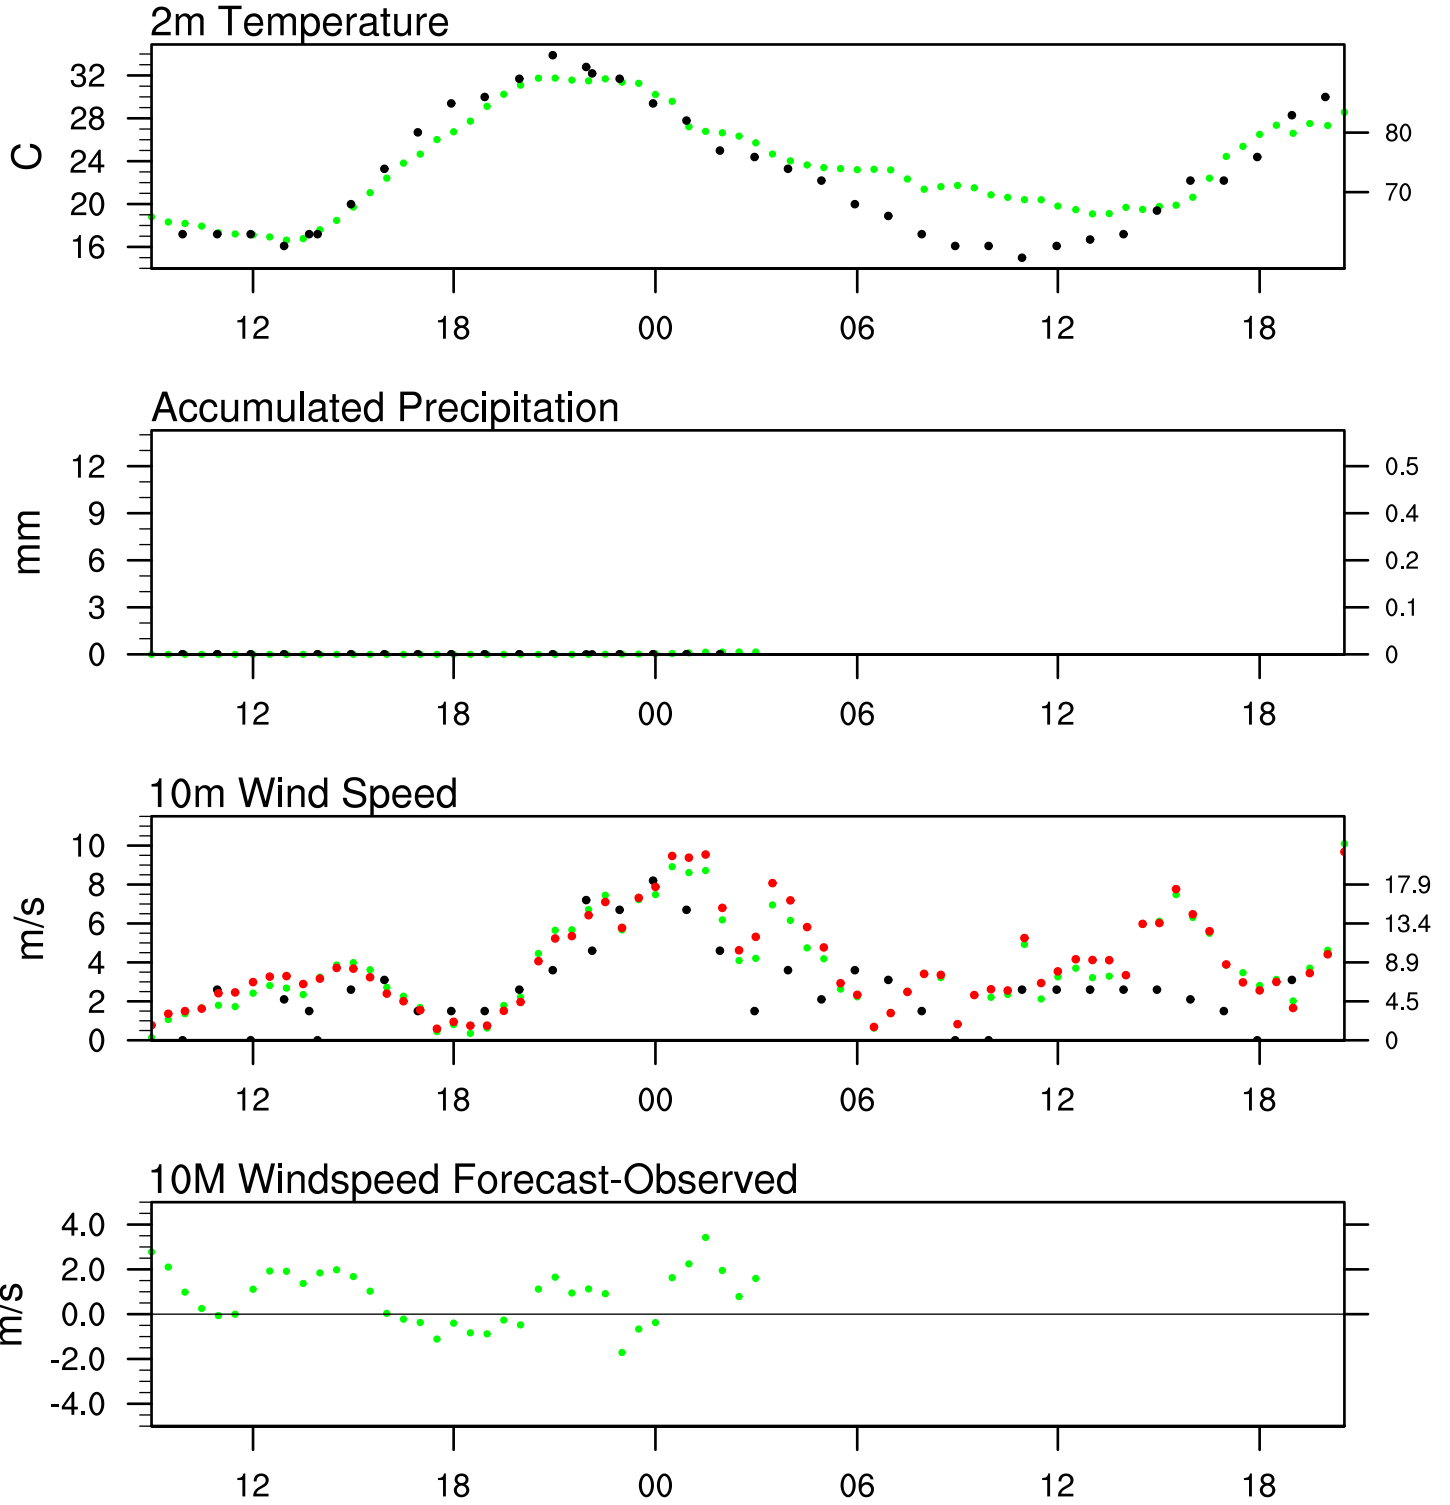 2m Temperature
32
28
24
20
16
C
80
70
12 18 00 06 12 18
Accumulated Precipitation
12
9
6
3
0
mm
0.5
0.4
0.2
0.1
0
12 18 00 06 12 18
10m Wind Speed
10
8
6
4
2
0
m/s
17.9
13.4
8.9
4.5
0
12 18 00 06 12 18
10M Windspeed Forecast-Observed
4.0
2.0
0.0
-2.0
-4.0
m/s
12 18 00 06 12 18